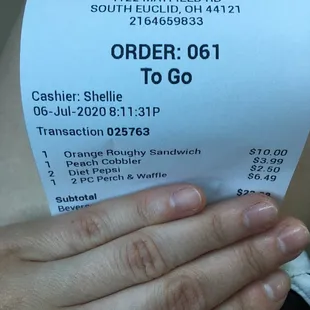 SOUTH EUCLID, OH 44121
2164659833
ORDER: 061
To Go
Cashier: Shellie
06-Jul-2020 8:11:31P
Transaction 025763
1 Orange Roughy Sandwich $10.00
1 Peach Cobbler $3.99
2 Diet Pepsi $2.50
1 2 PC Perch & Waffle $6.49
Subtotal